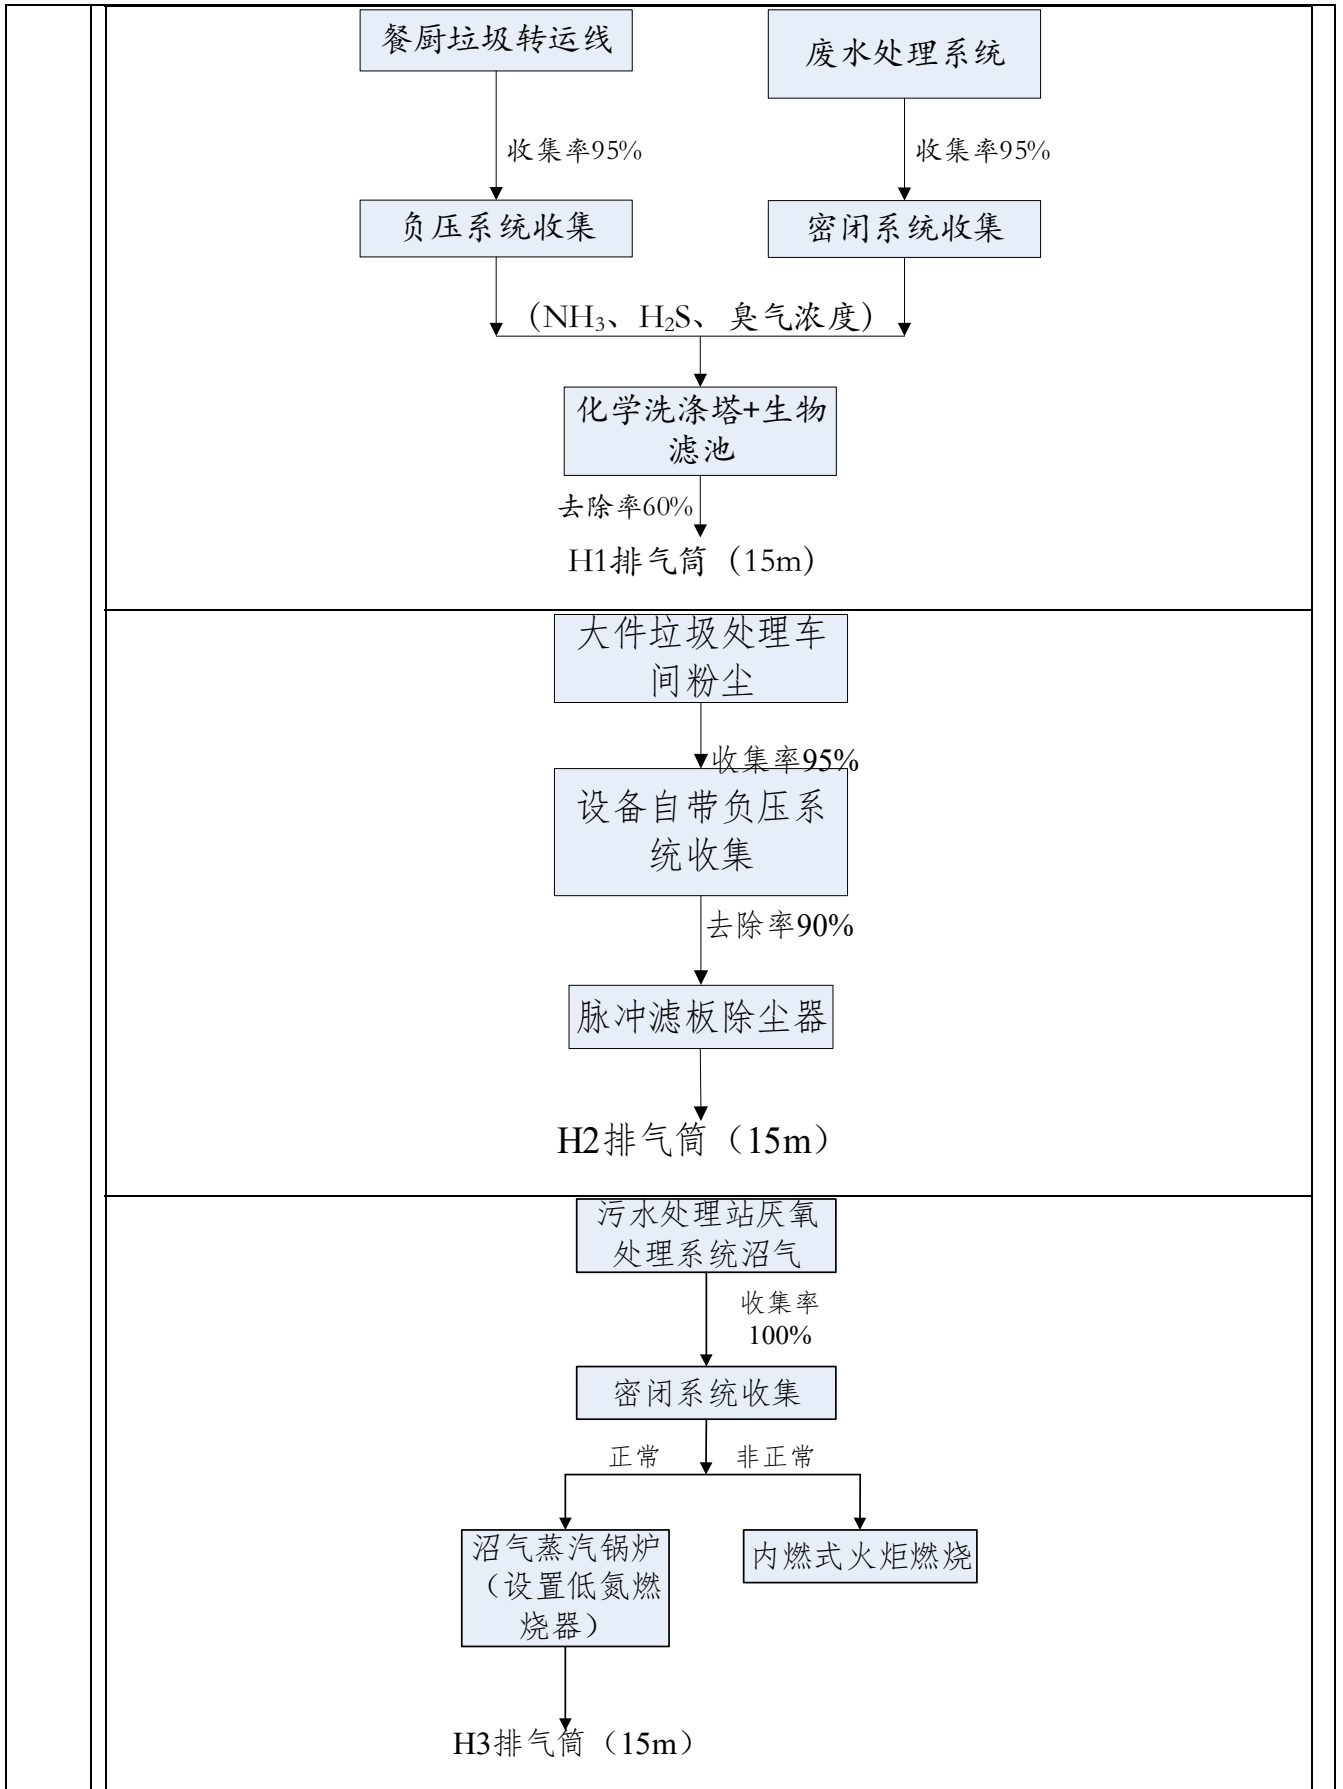 餐厨垃圾转运线
废水处理系统
收集率95%
收集率95%
负压系统收集
密闭系统收集
（NH₃、H₂S、臭气浓度）
化学洗涤塔+生物
滤池
去除率60%
H1排气筒（15m）
大件垃圾处理车
间粉尘
收集率95%
设备自带负压系
统收集
去除率90%
脉冲滤板除尘器
H2排气筒（15m）
污水处理站厌氧
处理系统沼气
收集率
100%
密闭系统收集
正常
非正常
沼气蒸汽锅炉
（设置低氮燃
烧器）
内燃式火炬燃烧
H3排气筒（15m）